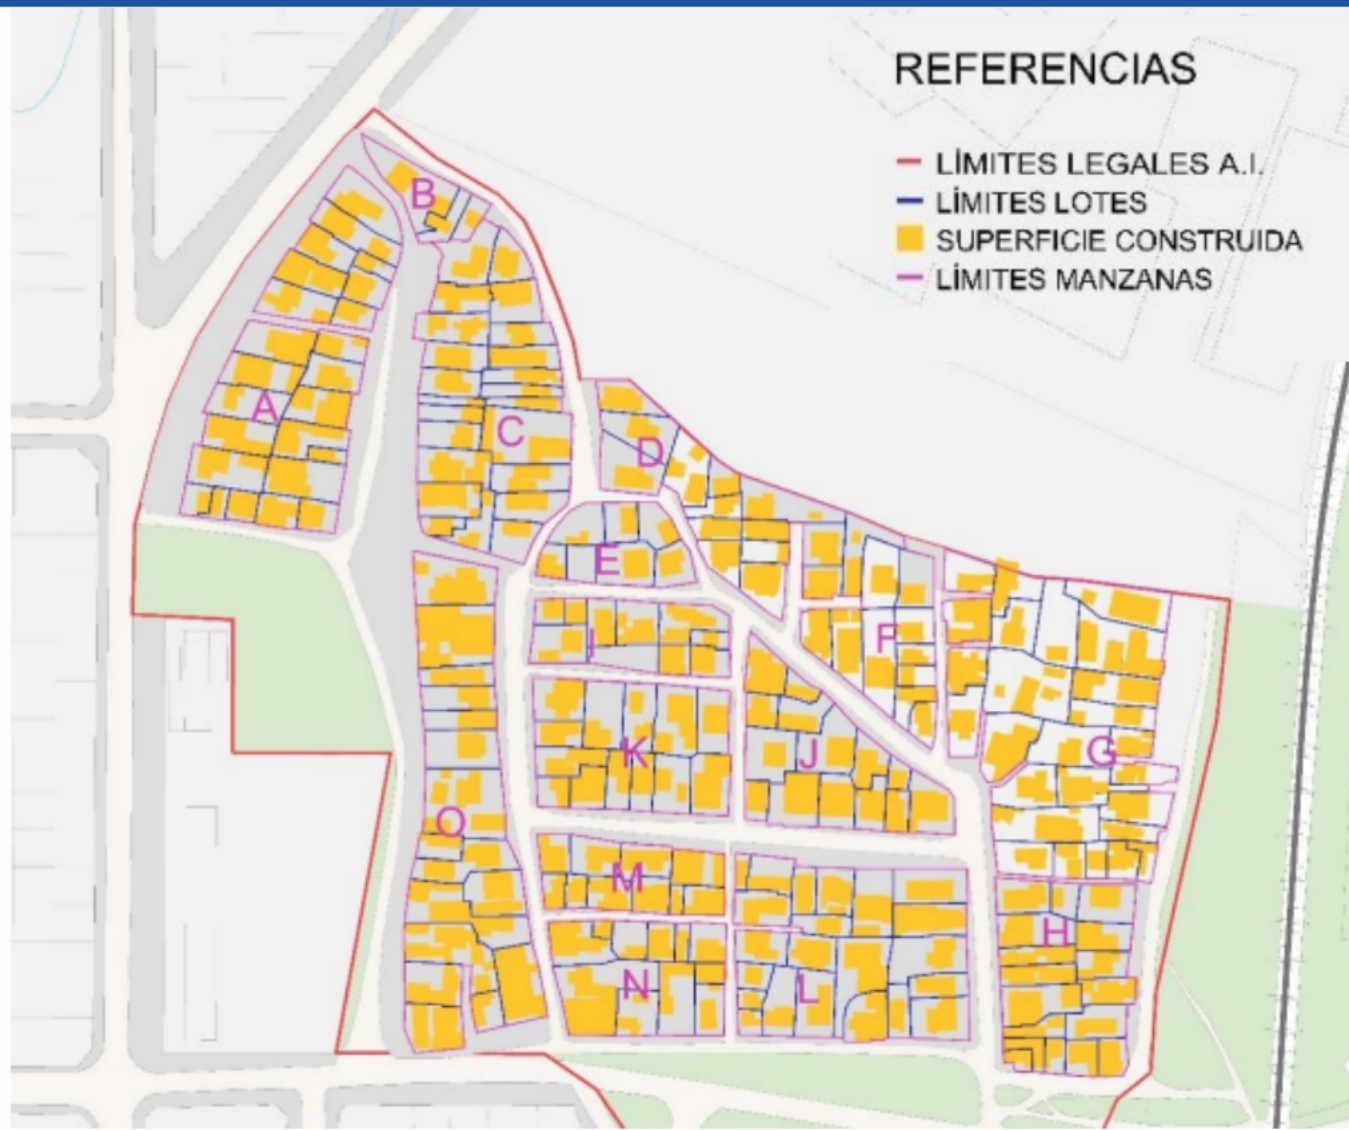 REFERENCIAS
LÍMITES LEGALES A.I.
LÍMITES LOTES
SUPERFICIE CONSTRUIDA
LÍMITES MANZANAS
B
A
C
D
E
I
F
K
J
G
O
M
H
N
L